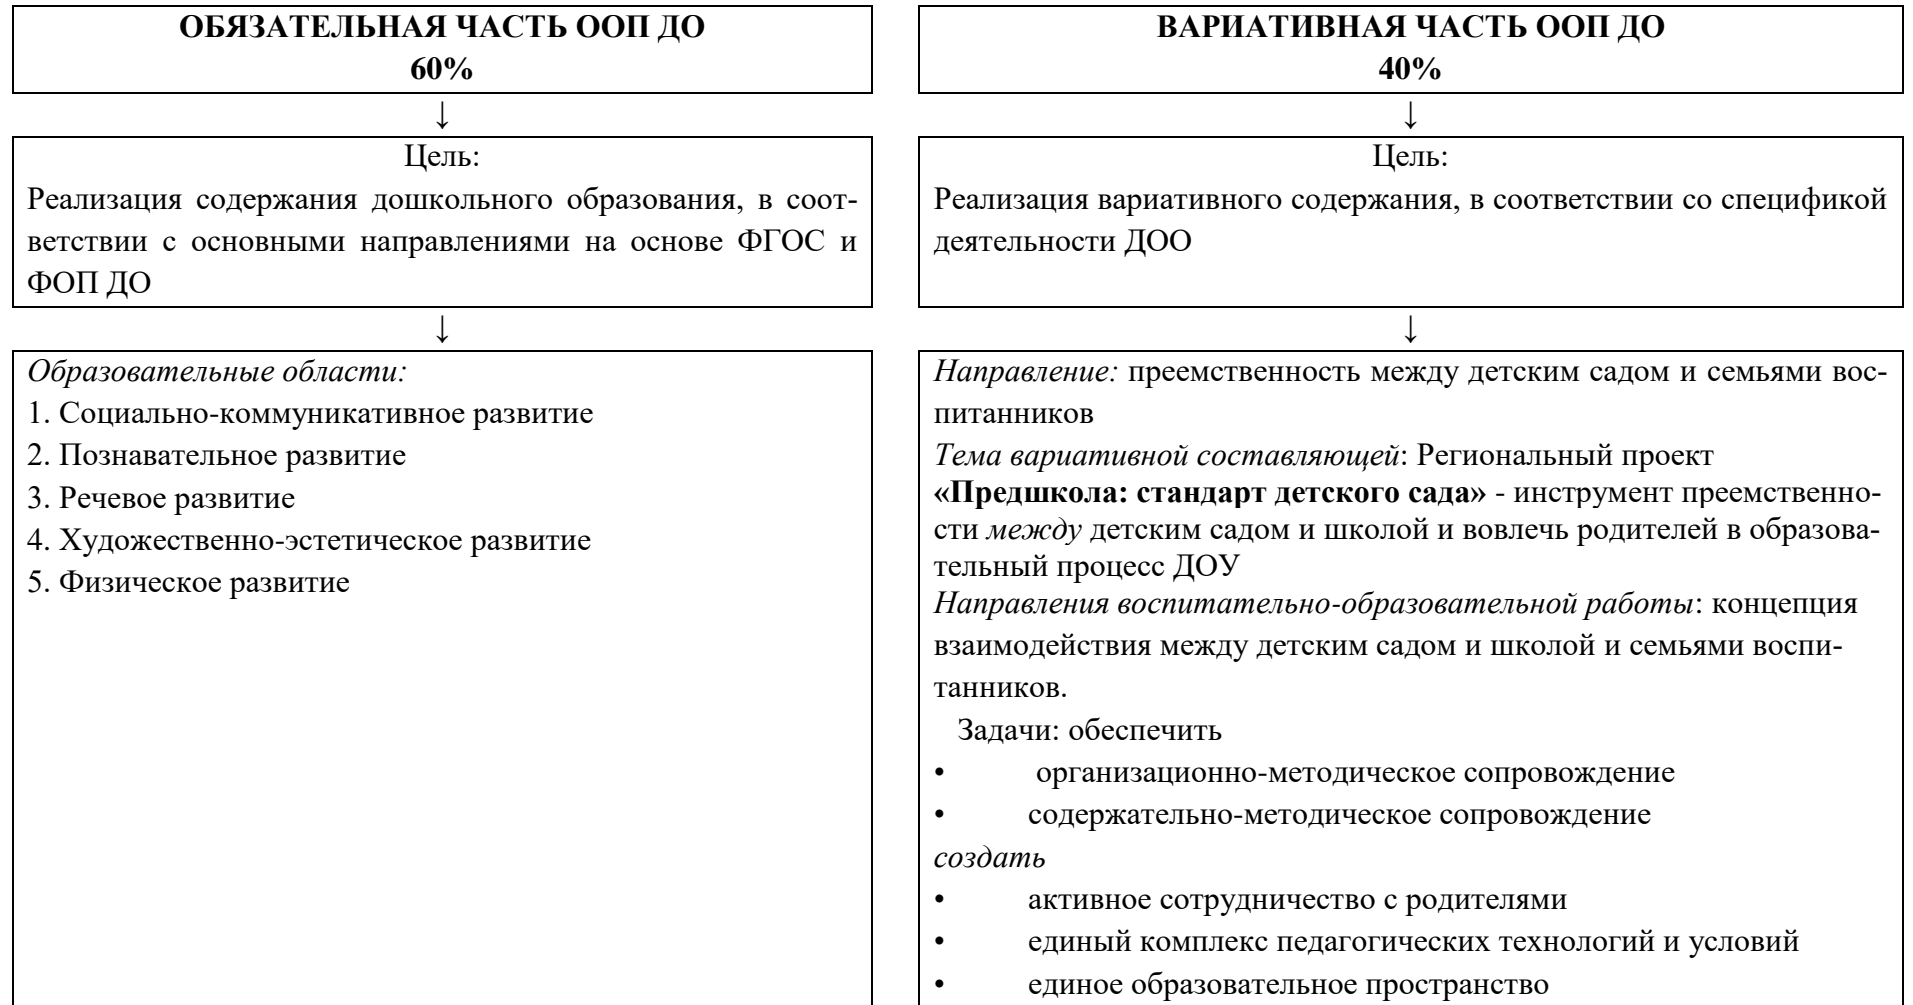 ОБЯЗАТЕЛЬНАЯ ЧАСТЬ ООП ДО
60%
↓
Цель:
Реализация содержания дошкольного образования, в соот-
ветствии с основными направлениями на основе ФГОС и
ФОП ДО
↓
Образовательные области:
1. Социально-коммуникативное развитие
2. Познавательное развитие
3. Речевое развитие
4. Художественно-эстетическое развитие
5. Физическое развитие
ВАРИАТИВНАЯ ЧАСТЬ ООП ДО
40%
↓
Цель:
Реализация вариативного содержания, в соответствии со спецификой
деятельности ДОО
↓
Направление: преемственность между детским садом и семьями вос-
питанников
Тема вариативной составляющей: Региональный проект
«Предшкола: стандарт детского сада» - инструмент преемственно-
сти между детским садом и школой и вовлечь родителей в образова-
тельный процесс ДОУ
Направления воспитательно-образовательной работы: концепция
взаимодействия между детским садом и школой и семьями воспи-
танников.
Задачи: обеспечить
• организационно-методическое сопровождение
• содержательно-методическое сопровождение
создать
• активное сотрудничество с родителями
• единый комплекс педагогических технологий и условий
• единое образовательное пространство